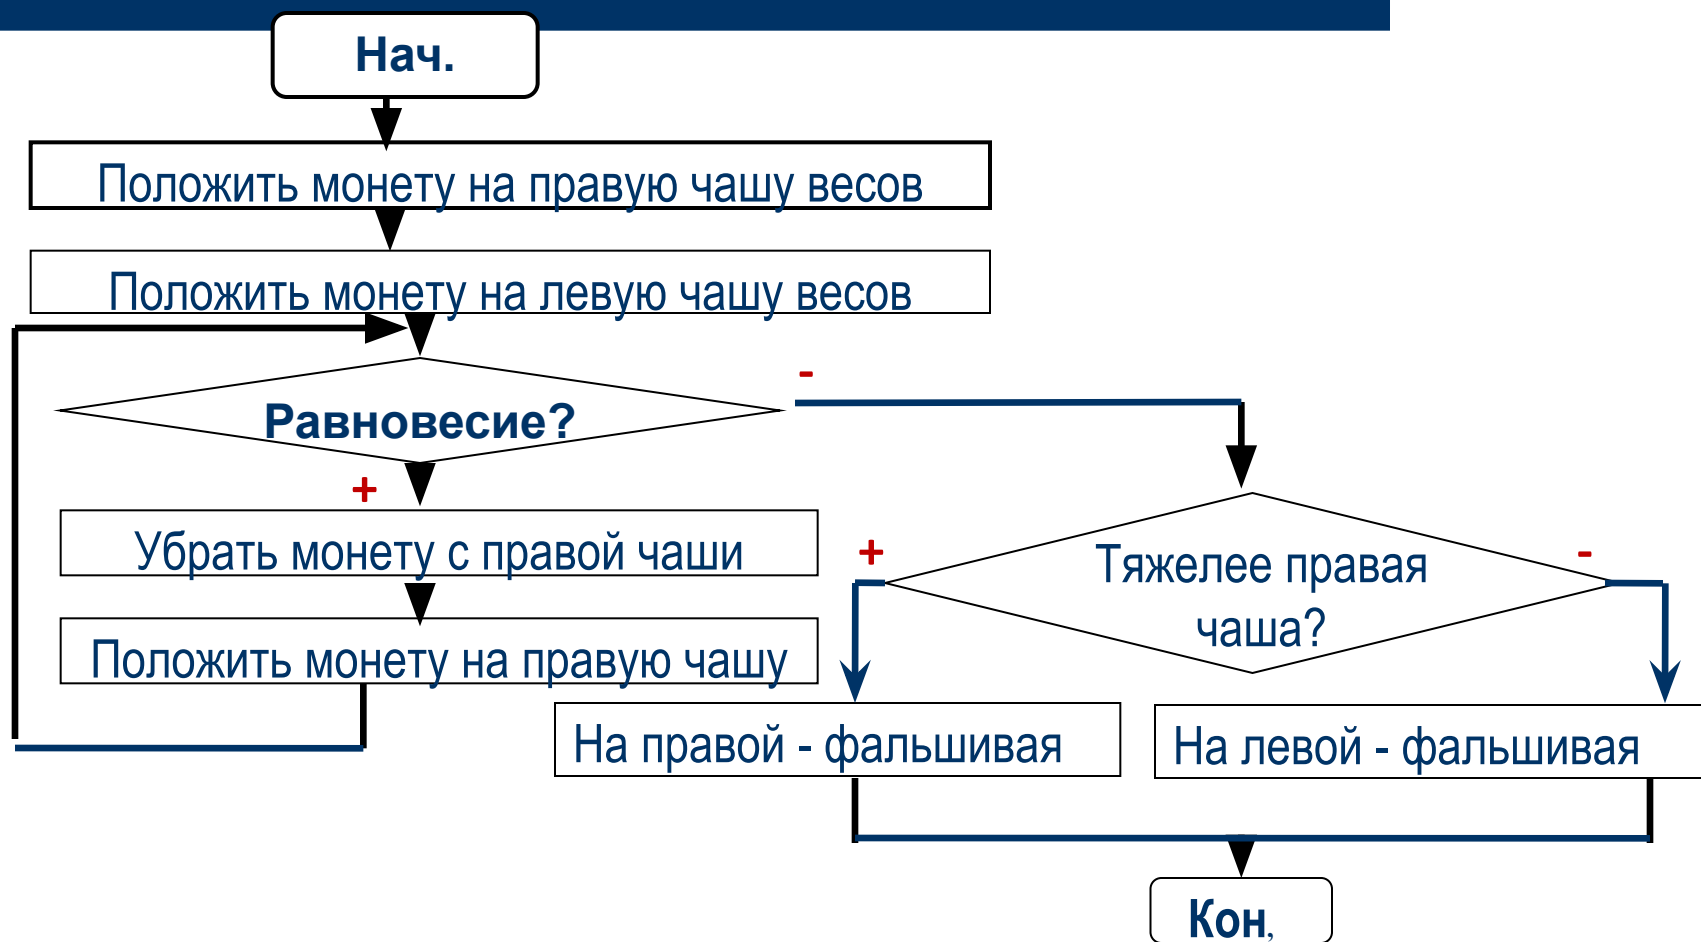 Нач.
Положить монету на правую чашу весов
Положить монету на левую чашу весов
Равновесие?
-
+
Убрать монету с правой чаши
Положить монету на правую чашу
Тяжелее правая
чаша?
+
-
На правой - фальшивая
На левой - фальшивая
Кон,